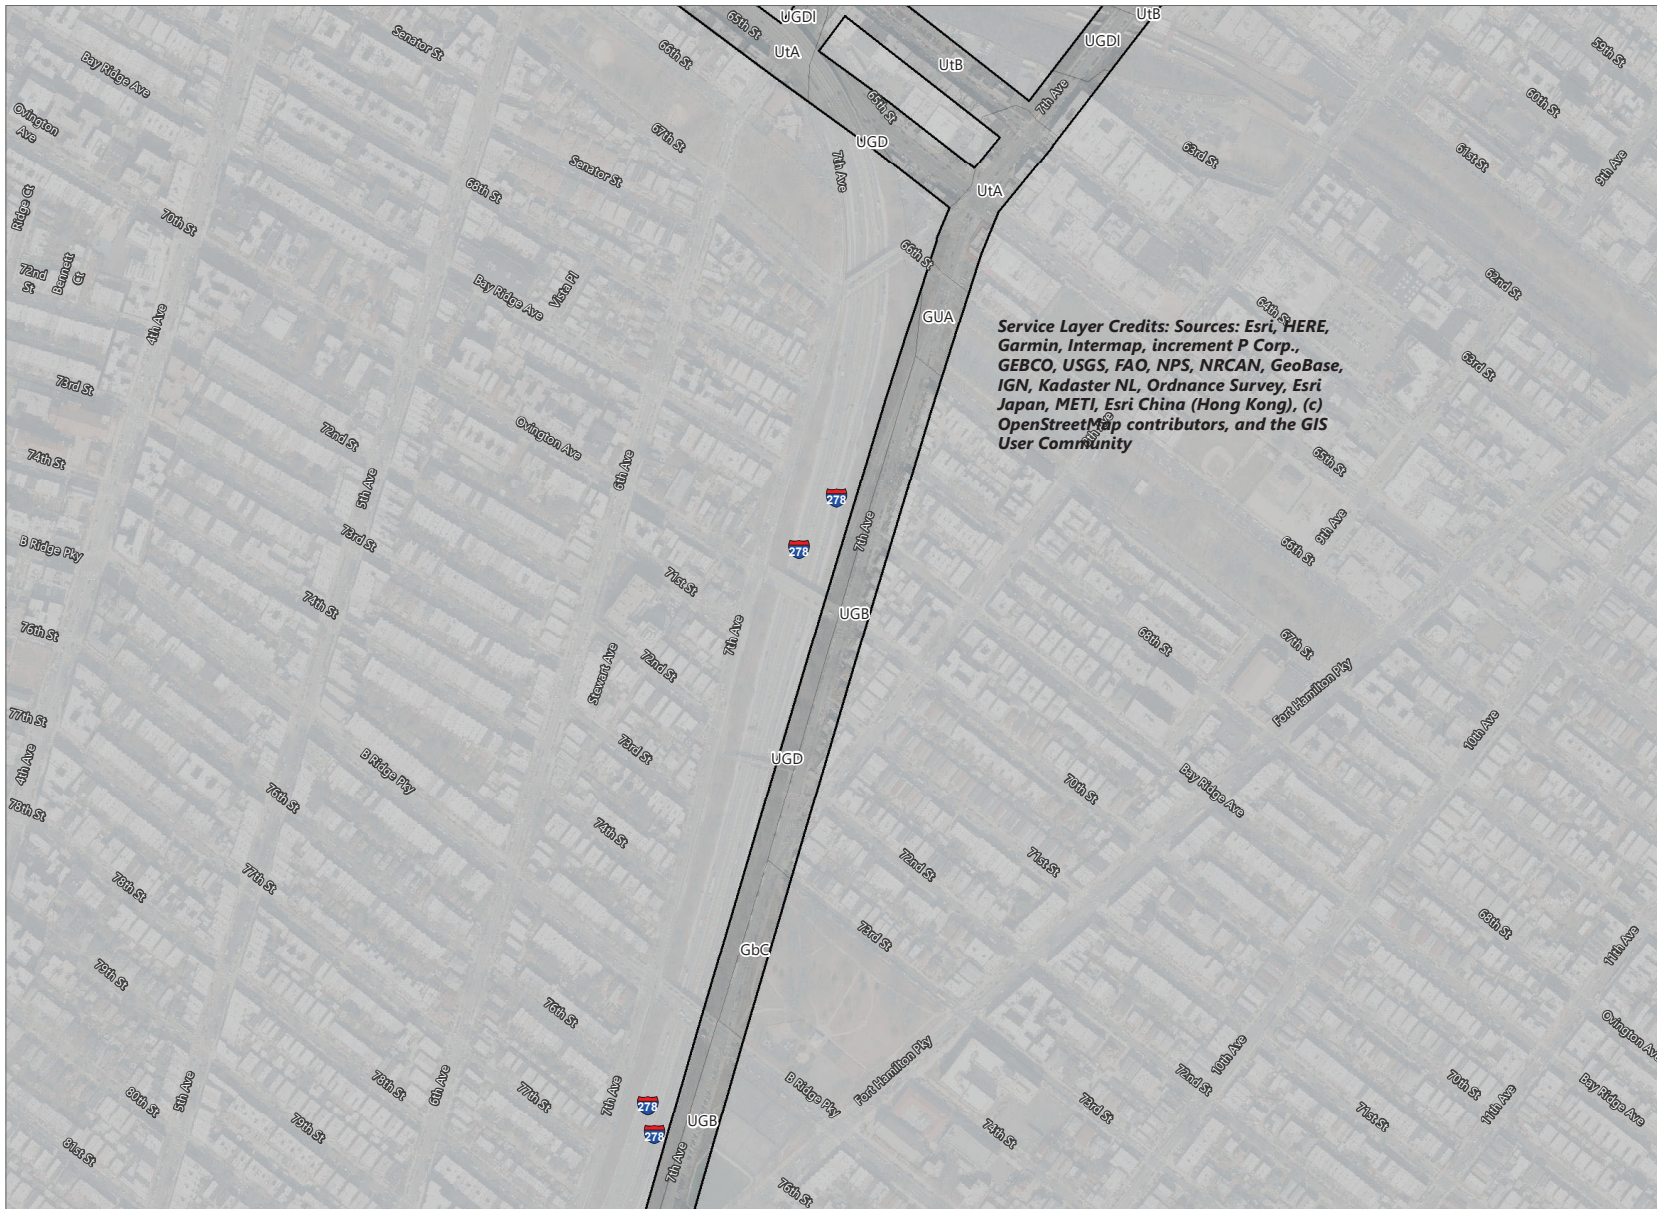 UGDI
UtB
65th St
UtA
UGDI
Senator St
66th St
UtB
59th St
Bay Ridge Ave
65th St
7th Ave
60th St
Ovington
Ave
67th St
UGD
63rd St
61st St
9th Ave
Senator St
7th Ave
68th St
UtA
Ridge Ct
70th St
66th St
72nd
St
Bennett
Ct
Bay Ridge Ave
Vista Pl
62nd St
64th St
4th Ave
GUA
Service Layer Credits: Sources: Esri, HERE,
Garmin, Intermap, increment P Corp.,
GEBCO, USGS, FAO, NPS, NRCAN, GeoBase,
IGN, Kadaster NL, Ordnance Survey, Esri
Japan, METI, Esri China (Hong Kong), (c)
OpenStreetMap contributors, and the GIS
User Community
63rd St
73rd St
72nd St
Ovington Ave
8th Ave
74th St
6th Ave
65th St
5th Ave
278
7th Ave
9th Ave
B Ridge Pky
73rd St
278
66th St
71st St
74th St
UGB
76th St
7th Ave
68th St
67th St
Stewart Ave
72nd St
Fort Hamilton Pky
77th St
10th Ave
73rd St
4th Ave
UGD
B Ridge Pky
70th St
Bay Ridge Ave
76th St
78th St
74th St
78th St
77th St
72nd St
71st St
68th St
73rd St
GbC
11th Ave
79th St
76th St
Ovington Ave
Fort Hamilton Pky
10th Ave
80th St
5th Ave
78th St
6th Ave
77th St
7th Ave
278
B Ridge Pky
72nd St
70th St
11th Ave
Bay Ridge Ave
79th St
278
UGB
74th St
73rd St
71st St
81st St
7th Ave
76th St